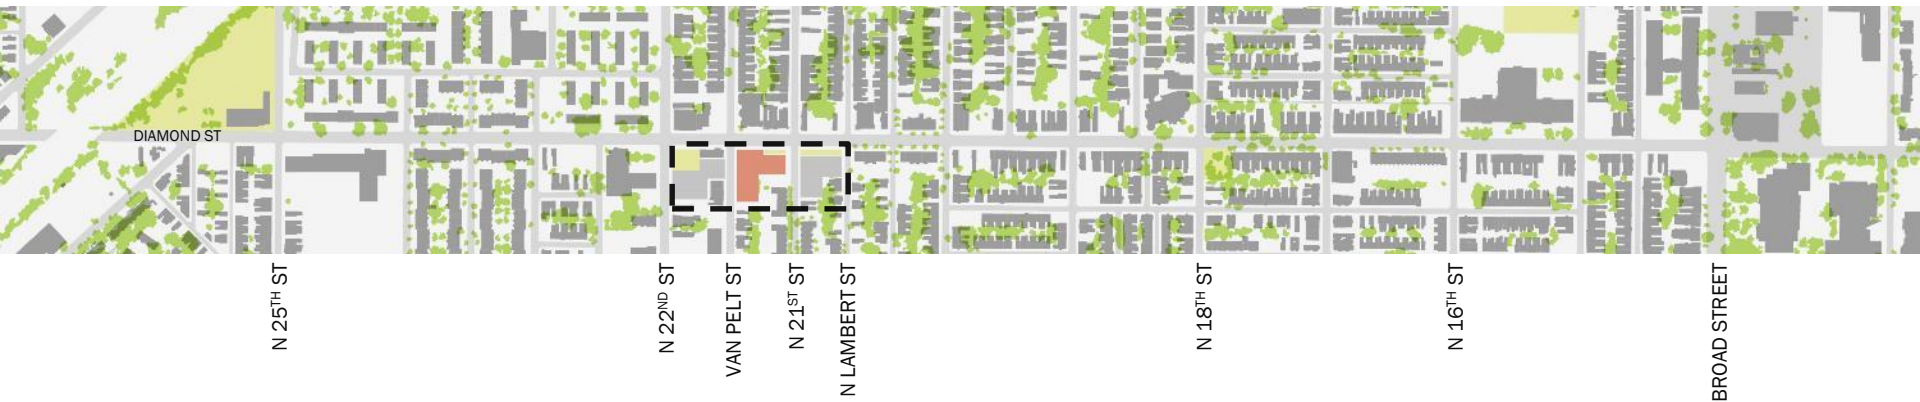 DIAMOND ST
N 25TH ST
N 22ND ST
VAN PELT ST
N 21ST ST
N LAMBERT ST
N 18TH ST
N 16TH ST
BROAD STREET